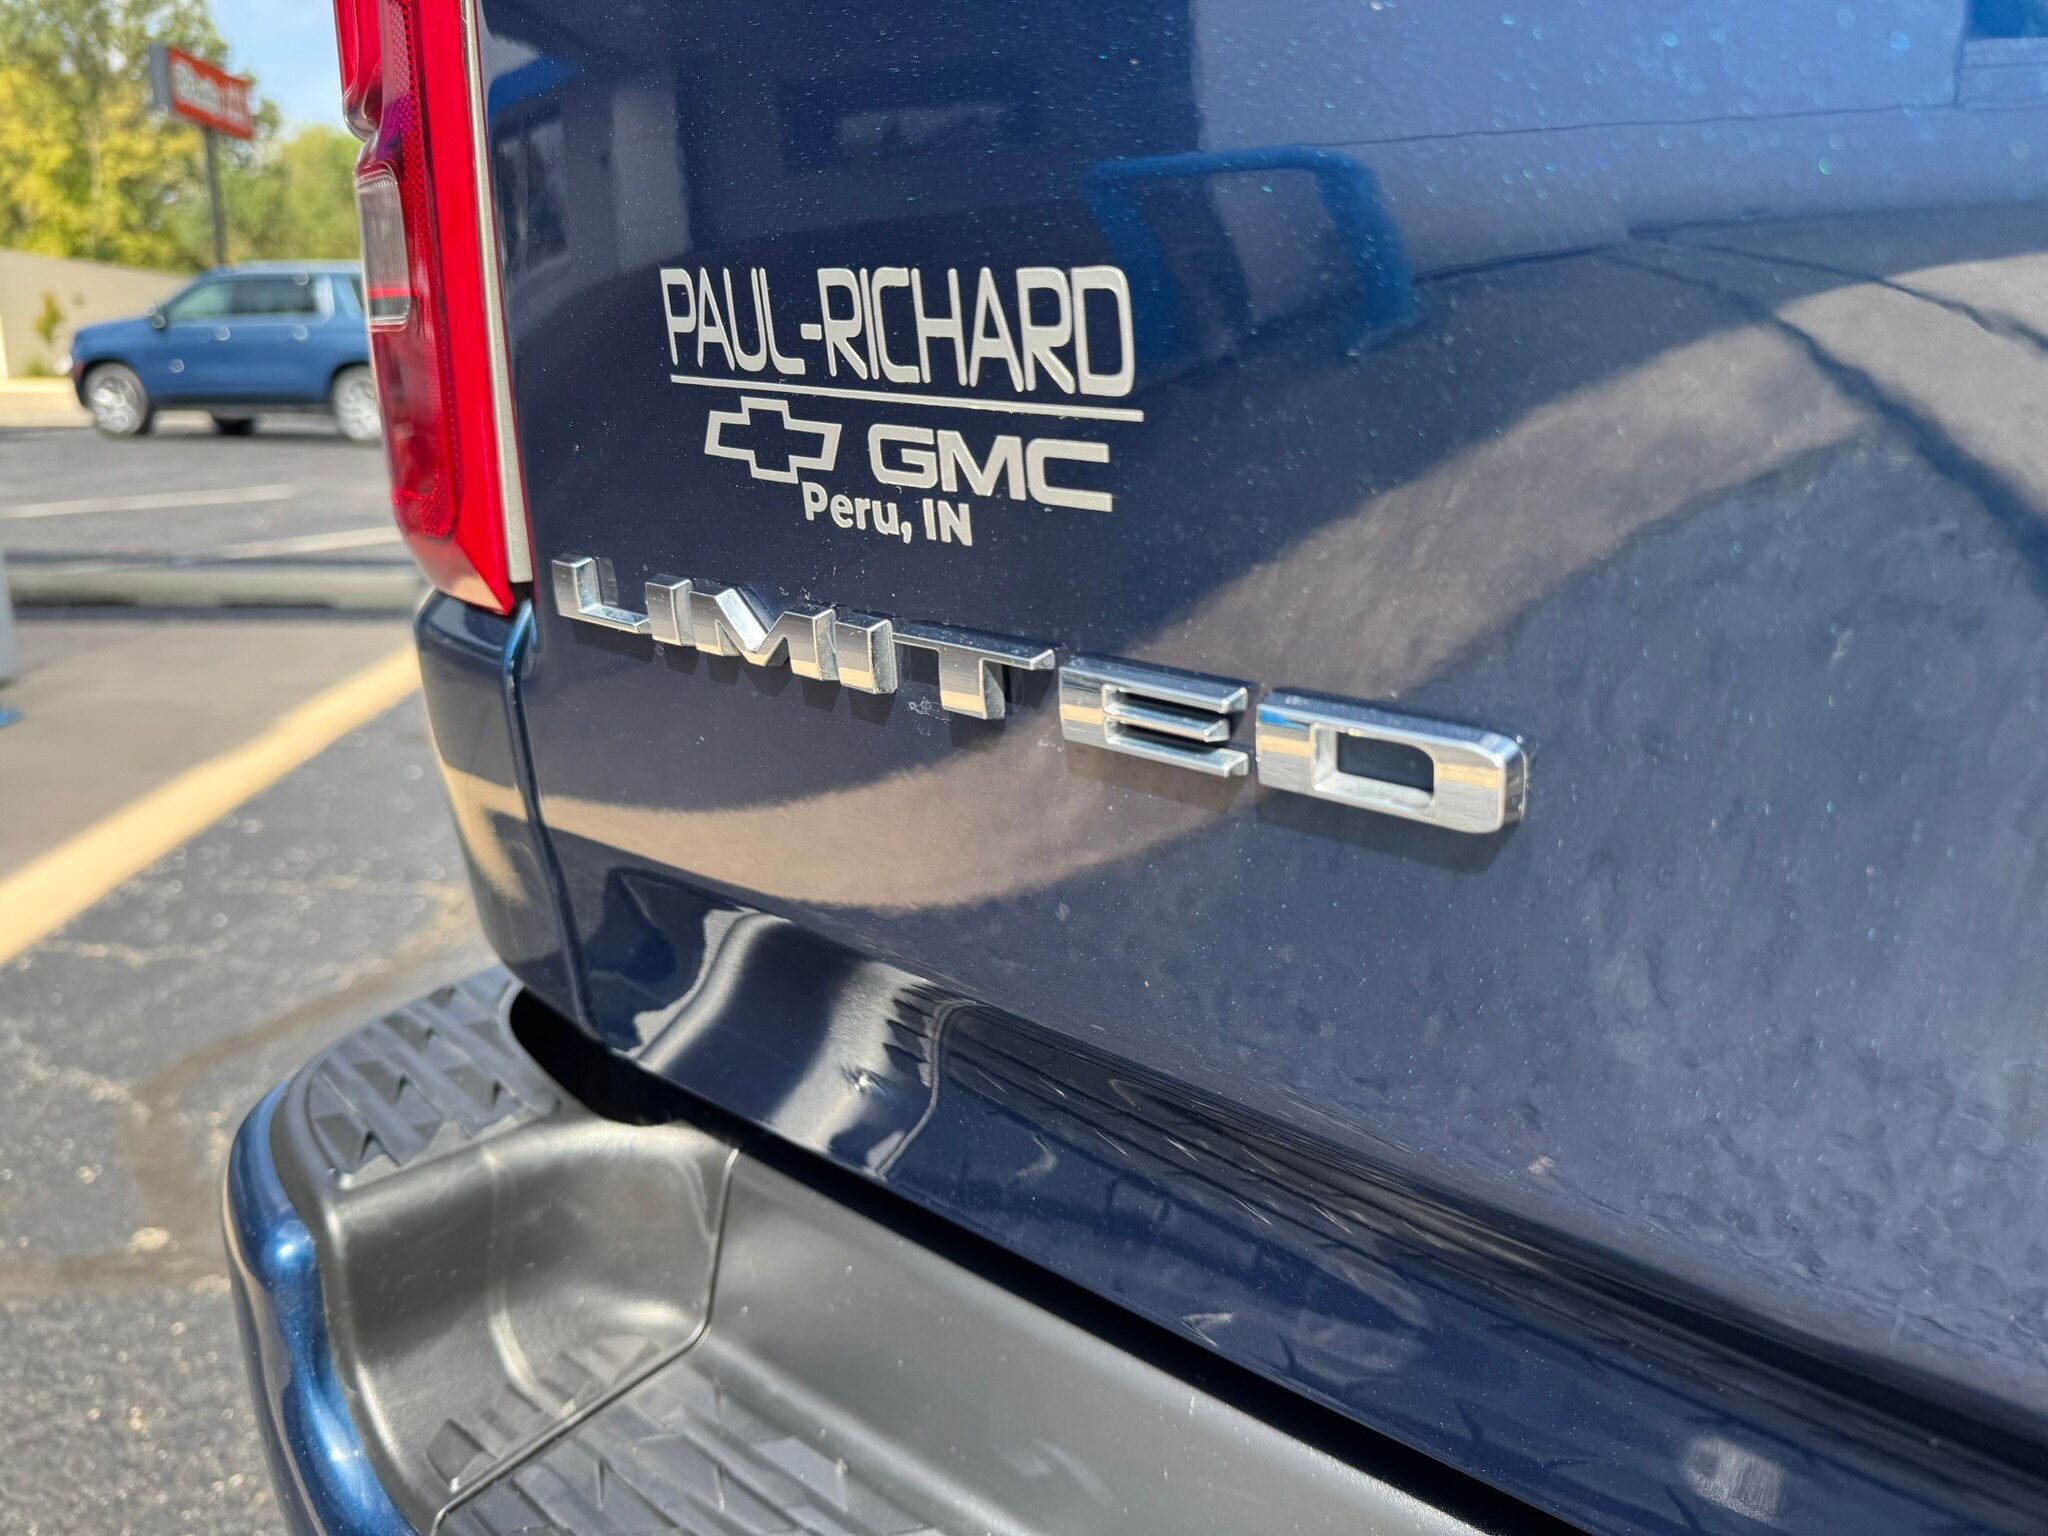 PAUL-RICHARD
GMC
Peru, IN
LIMITED